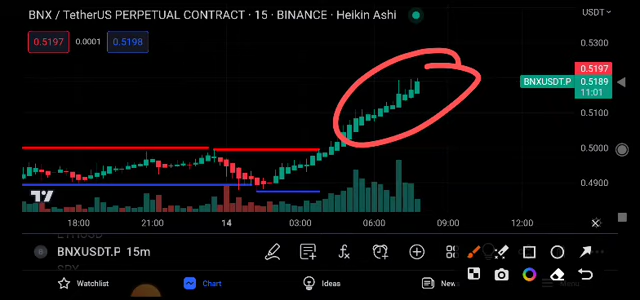 BNX / TetherUS PERPETUAL CONTRACT · 15 · BINANCE · Heikin Ashi
USDT
0.5197 0.0001 0.5198
0.5300
0.5197
BNXUSDT.P 0.5189
11:01
0.5100
0.5000
0.4900
18:00 21:00 14 03:00 06:00 09:00 12:00
BNXUSDT.P 15m
Watchlist Chart Ideas New Menu